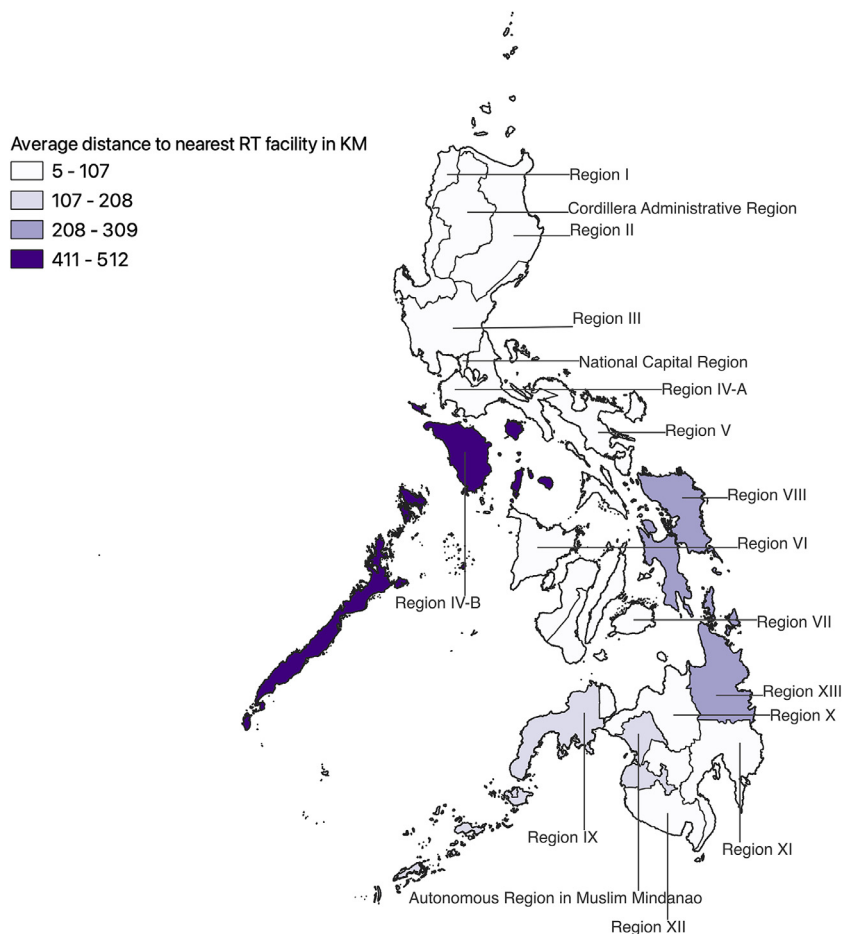 Average distance to nearest RT facility in KM
5 - 107
107 - 208
208 - 309
411 - 512
Region I
Cordillera Administrative Region
Region II
Region III
National Capital Region
Region IV-A
Region V
Region VIII
Region VI
Region IV-B
Region VII
Region XIII
Region X
Region IX
Region XI
Autonomous Region in Muslim Mindanao
Region XII